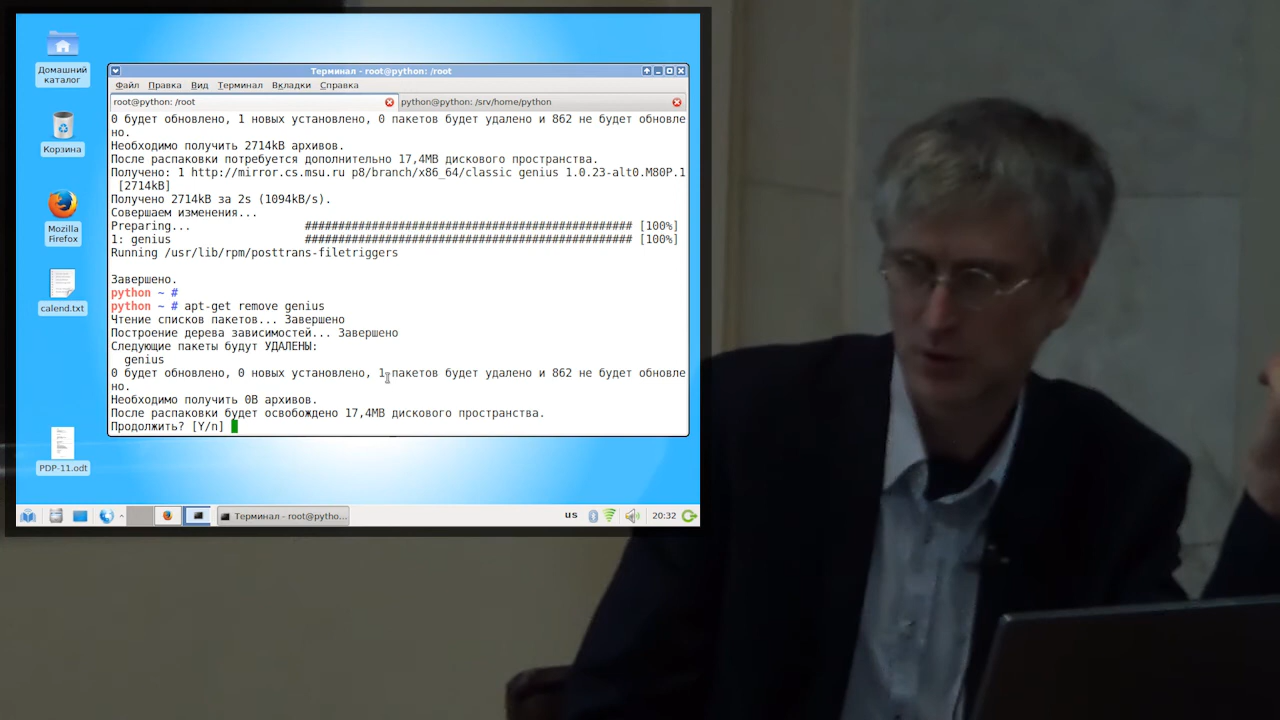 Домашний
каталог
Корзина
Mozilla
Firefox
calend.txt
PDP-11.odt
Терминал - root@python: /root
Файл Правка Вид Терминал Вкладки Справка
root@python: /root
python@python: /srv/home/python
0 будет обновлено, 1 новых установлено, 0 пакетов будет удалено и 862 не будет обновле
но.
Необходимо получить 2714kB архивов.
После распаковки потребуется дополнительно 17,4MB дискового пространства.
Получено: 1 http://mirror.cs.msu.ru p8/branch/x86_64/classic genius 1.0.23-alt0.M80P.1
[2714kB]
Получено 2714kB за 2s (1094kB/s).
Совершаем изменения...
Preparing... ################################################# [100%]
1: genius ################################################# [100%]
Running /usr/lib/rpm/posttrans-filetriggers
Завершено.
python ~ #
python ~ # apt-get remove genius
Чтение списков пакетов... Завершено
Построение дерева зависимостей... Завершено
Следующие пакеты будут УДАЛЕНЫ:
genius
0 будет обновлено, 0 новых установлено, 1 пакетов будет удалено и 862 не будет обновле
но.
Необходимо получить 0B архивов.
После распаковки будет освобождено 17,4MB дискового пространства.
Продолжить? [Y/n]
Терминал - root@pytho...
us
20:32